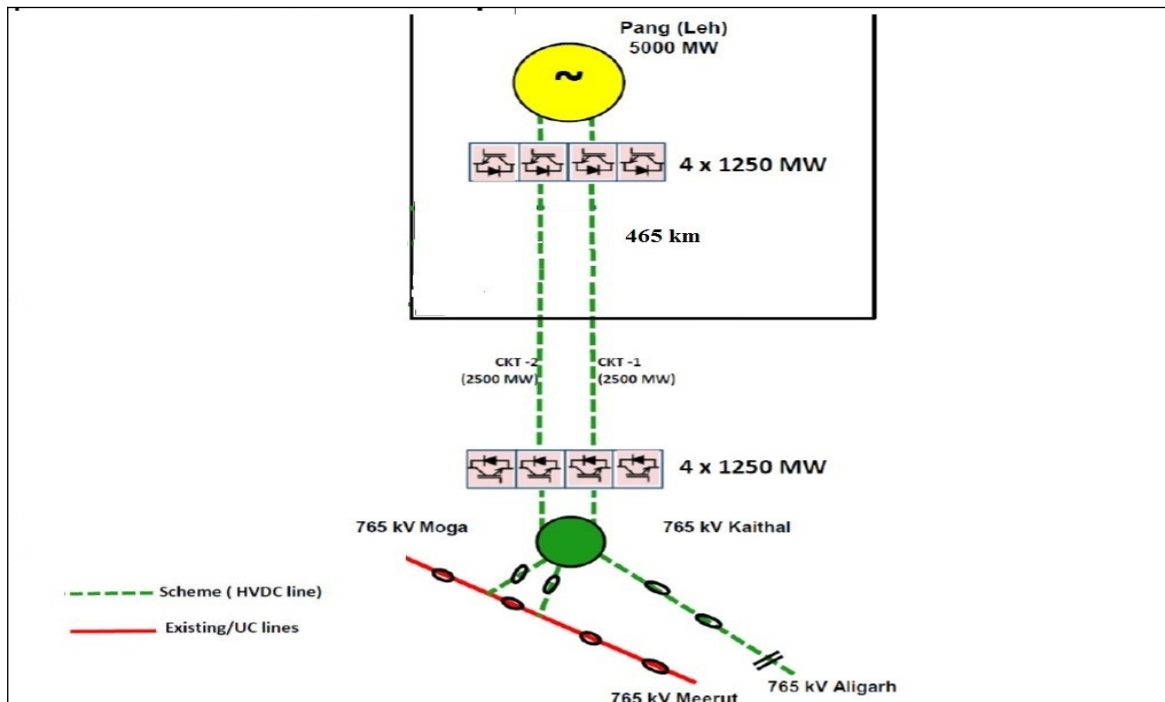 Pang (Leh)
5000 MW
~
4 x 1250 MW
465 km
CKT -2
(2500 MW)
CKT -1
(2500 MW)
4 x 1250 MW
765 kV Moga
765 kV Kaithal
Scheme ( HVDC line)
Existing/UC lines
765 kV Meerut
765 kV Aligarh